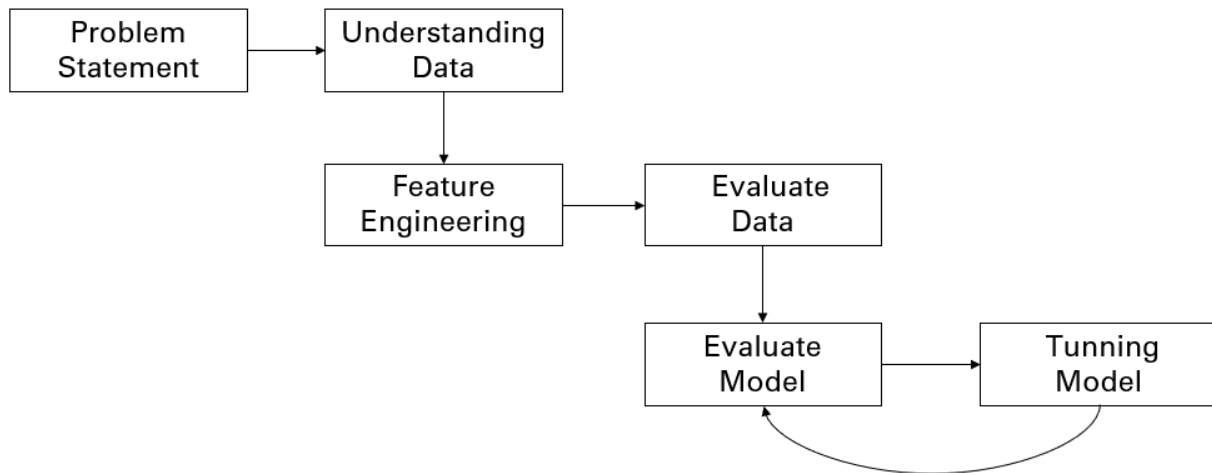 Problem
Statement
Understanding
Data
Feature
Engineering
Evaluate
Data
Evaluate
Model
Tunning
Model